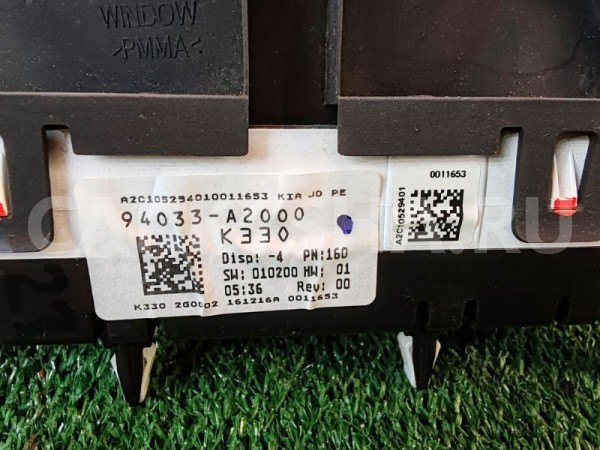 WINDOW
>PMMA<
0011653
A2C10529401
A2C105294010011653 KIA JD PE
94033-A2000
K330
Disp: -4 PN:160
SW: 010200 HW: 01
05:36 Rev: 00
K330 2G0002 161216A 0011653